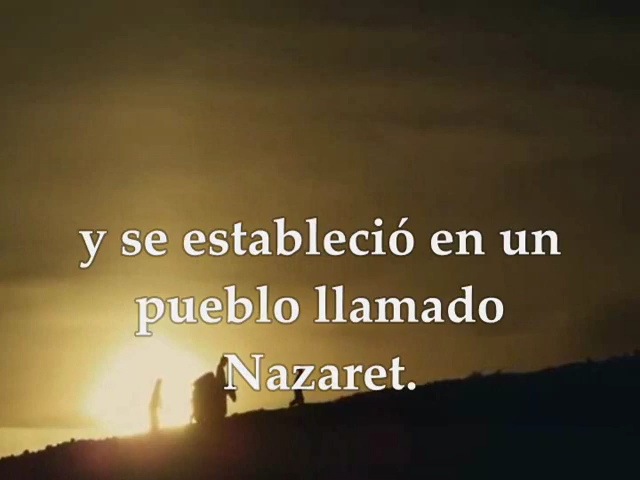 y se estableció en un
pueblo llamado
Nazaret.